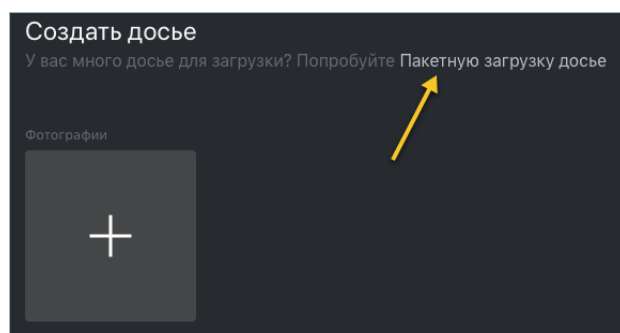 Создать досье
У вас много досье для загрузки? Попробуйте Пакетную загрузку досье
Фотографии